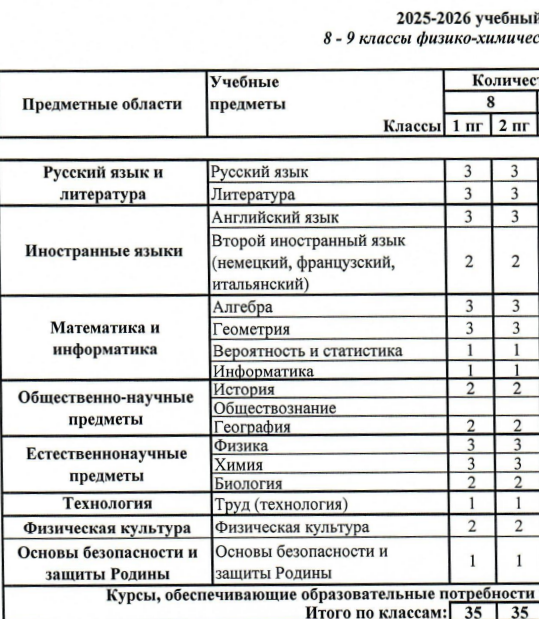 2025-2026 учебный
8 - 9 классы физико-химичес
Предметные области
Учебные
предметы
Классы
Количест
8
1 пг 2 пг
Русский язык и
литература
Русский язык 3 3
Литература 3 3
Иностранные языки
Английский язык 3 3
Второй иностранный язык
(немецкий, французский,
итальянский) 2 2
Математика и
информатика
Алгебра 3 3
Геометрия 3 3
Вероятность и статистика 1 1
Информатика 1 1
Общественно-научные
предметы
История 2 2
Обществознание
География 2 2
Естественнонаучные
предметы
Физика 3 3
Химия 3 3
Биология 2 2
Технология Труд (технология) 1 1
Физическая культура Физическая культура 2 2
Основы безопасности и
защиты Родины
Основы безопасности и
защиты Родины 1 1
Курсы, обеспечивающие образовательные потребности
Итого по классам: 35 35